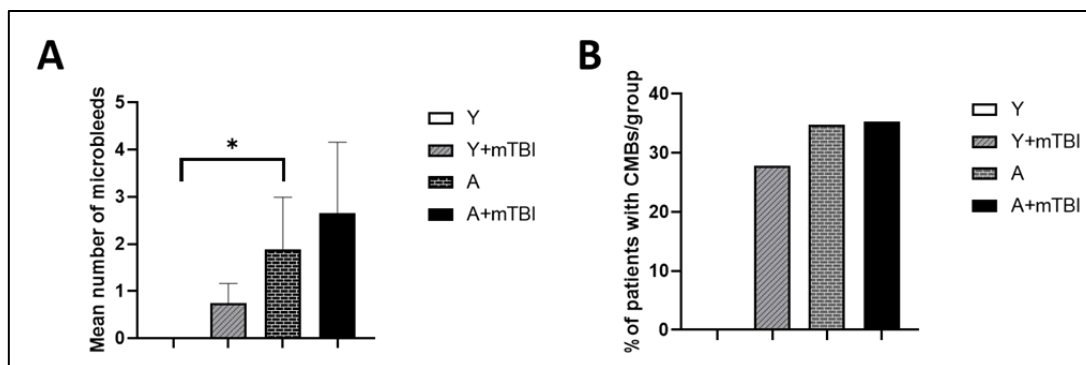 A
Mean number of microbleeds
5
4
3
2
1
0
*
Y
Y+mTBI
A
A+mTBI
B
% of patients with CMBs/group
40
30
20
10
0
Y
Y+mTBI
A
A+mTBI